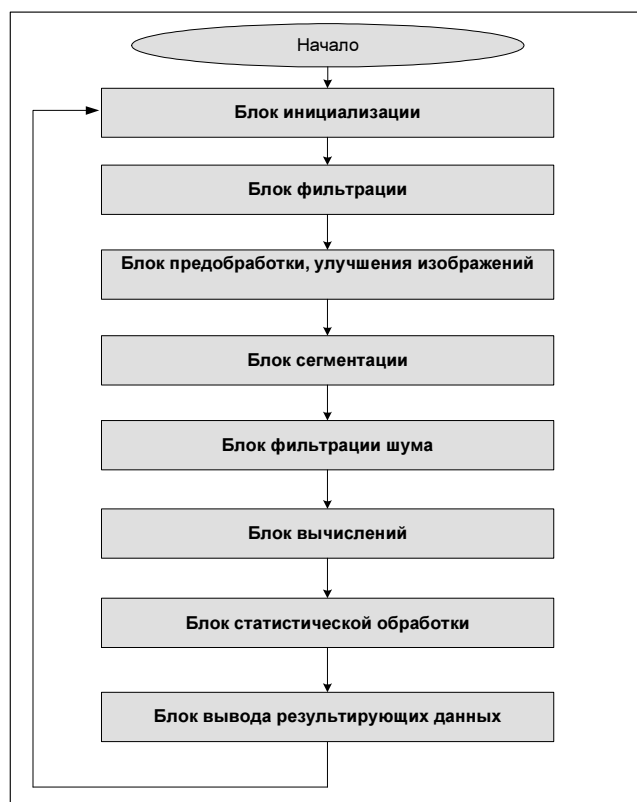 Начало
Блок инициализации
Блок фильтрации
Блок предобработки, улучшения изображений
Блок сегментации
Блок фильтрации шума
Блок вычислений
Блок статистической обработки
Блок вывода результирующих данных